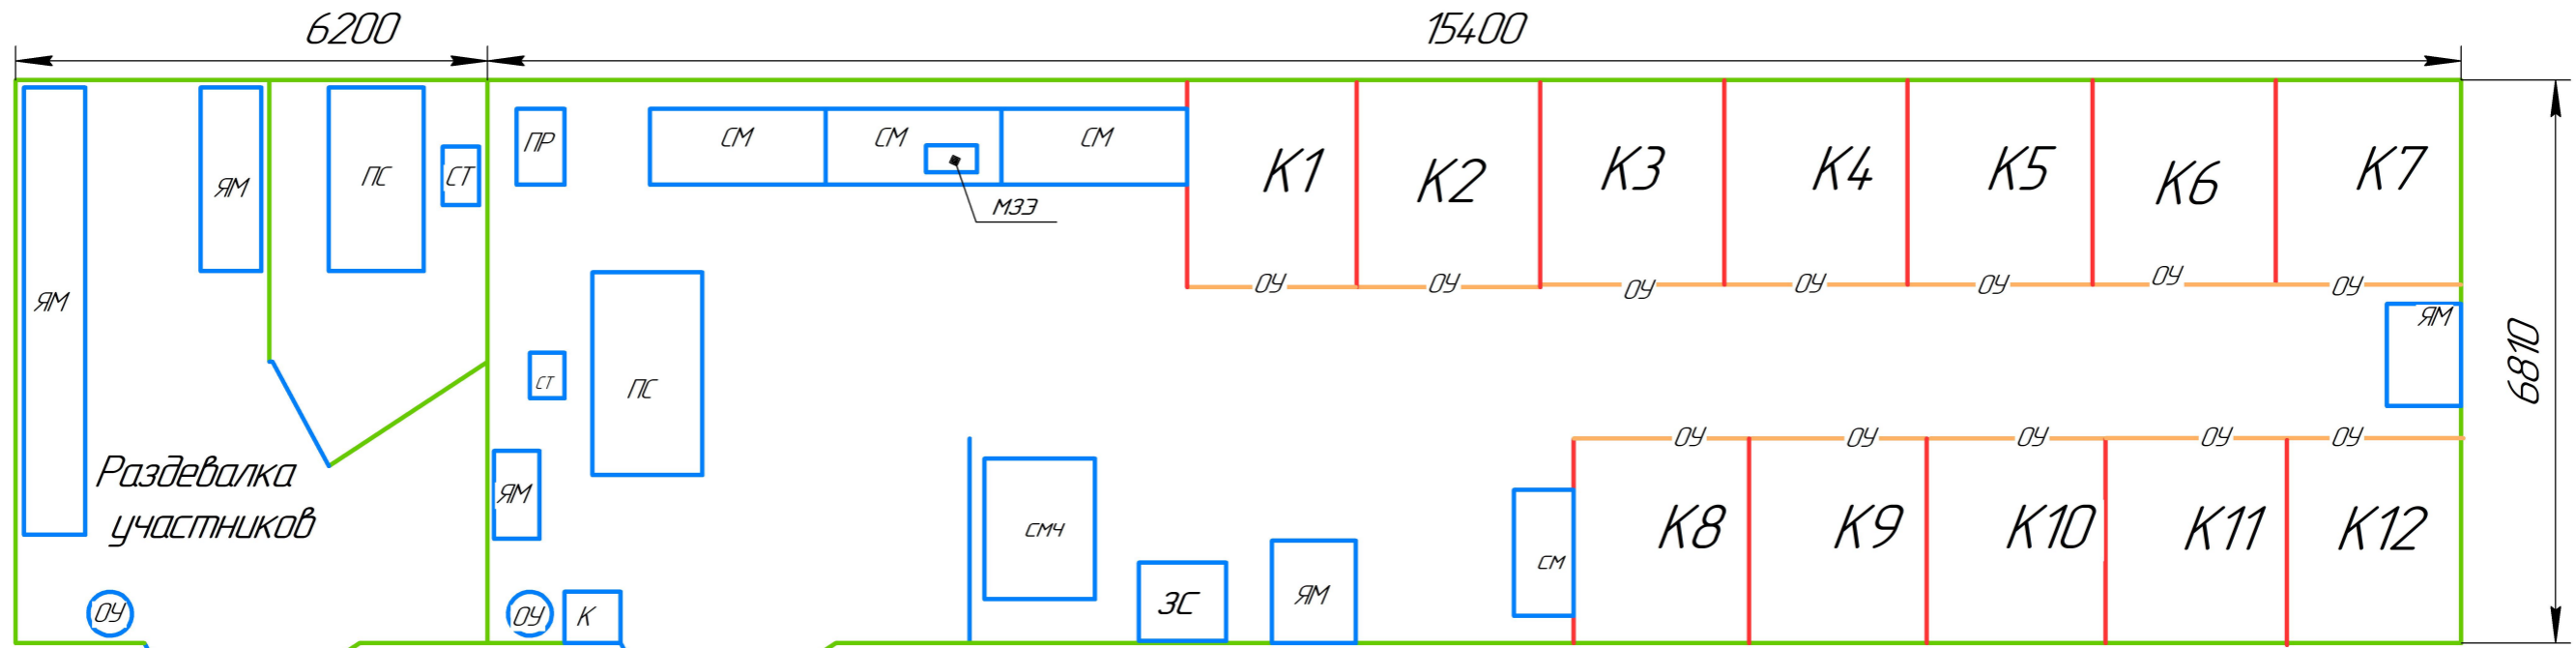 6200
15400
ЯМ
ЯМ
ПС
СТ
ПР
СМ
СМ
СМ
МЗЭ
К1
К2
К3
К4
К5
К6
К7
ОУ
ОУ
ОУ
ОУ
ОУ
ОУ
ОУ
ЯМ
6810
СТ
ПС
Раздевалка
участников
ЯМ
СМЧ
ЗС
ЯМ
СМ
ОУ
ОУ
ОУ
ОУ
ОУ
К8
К9
К10
К11
К12
ОУ
ОУ
К